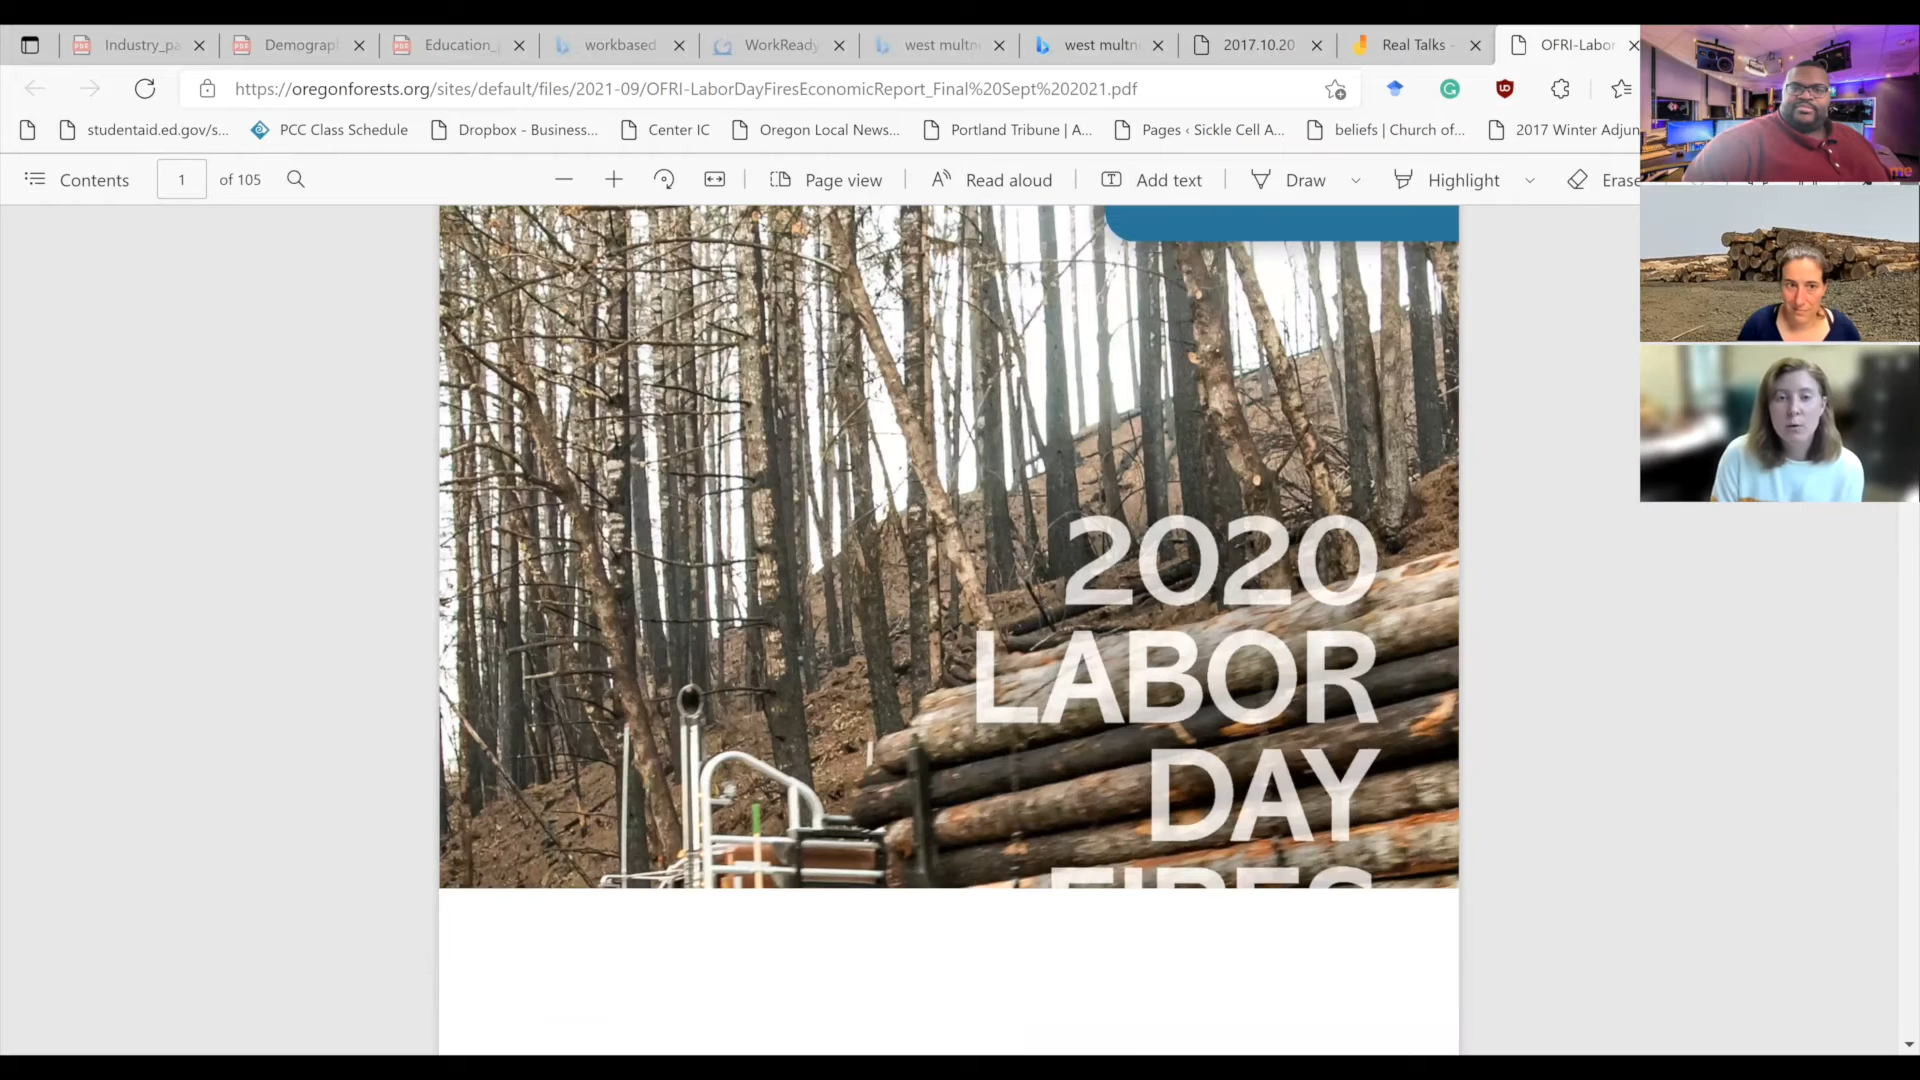 Industry_pa
Demograph
Education_
workbased
WorkReady
west multn
west multn
2017.10.20
Real Talks -
OFRI-Labor
https://oregonforests.org/sites/default/files/2021-09/OFRI-LaborDayFiresEconomicReport_Final%20Sept%202021.pdf
studentaid.ed.gov/s...
PCC Class Schedule
Dropbox - Business...
Center IC
Oregon Local News...
Portland Tribune | A...
Pages ‹ Sickle Cell A...
beliefs | Church of...
2017 Winter Adjun
Contents
1
of 105
Page view
Read aloud
Add text
Draw
Highlight
Erase
me
2020
LABOR
DAY
FIRES